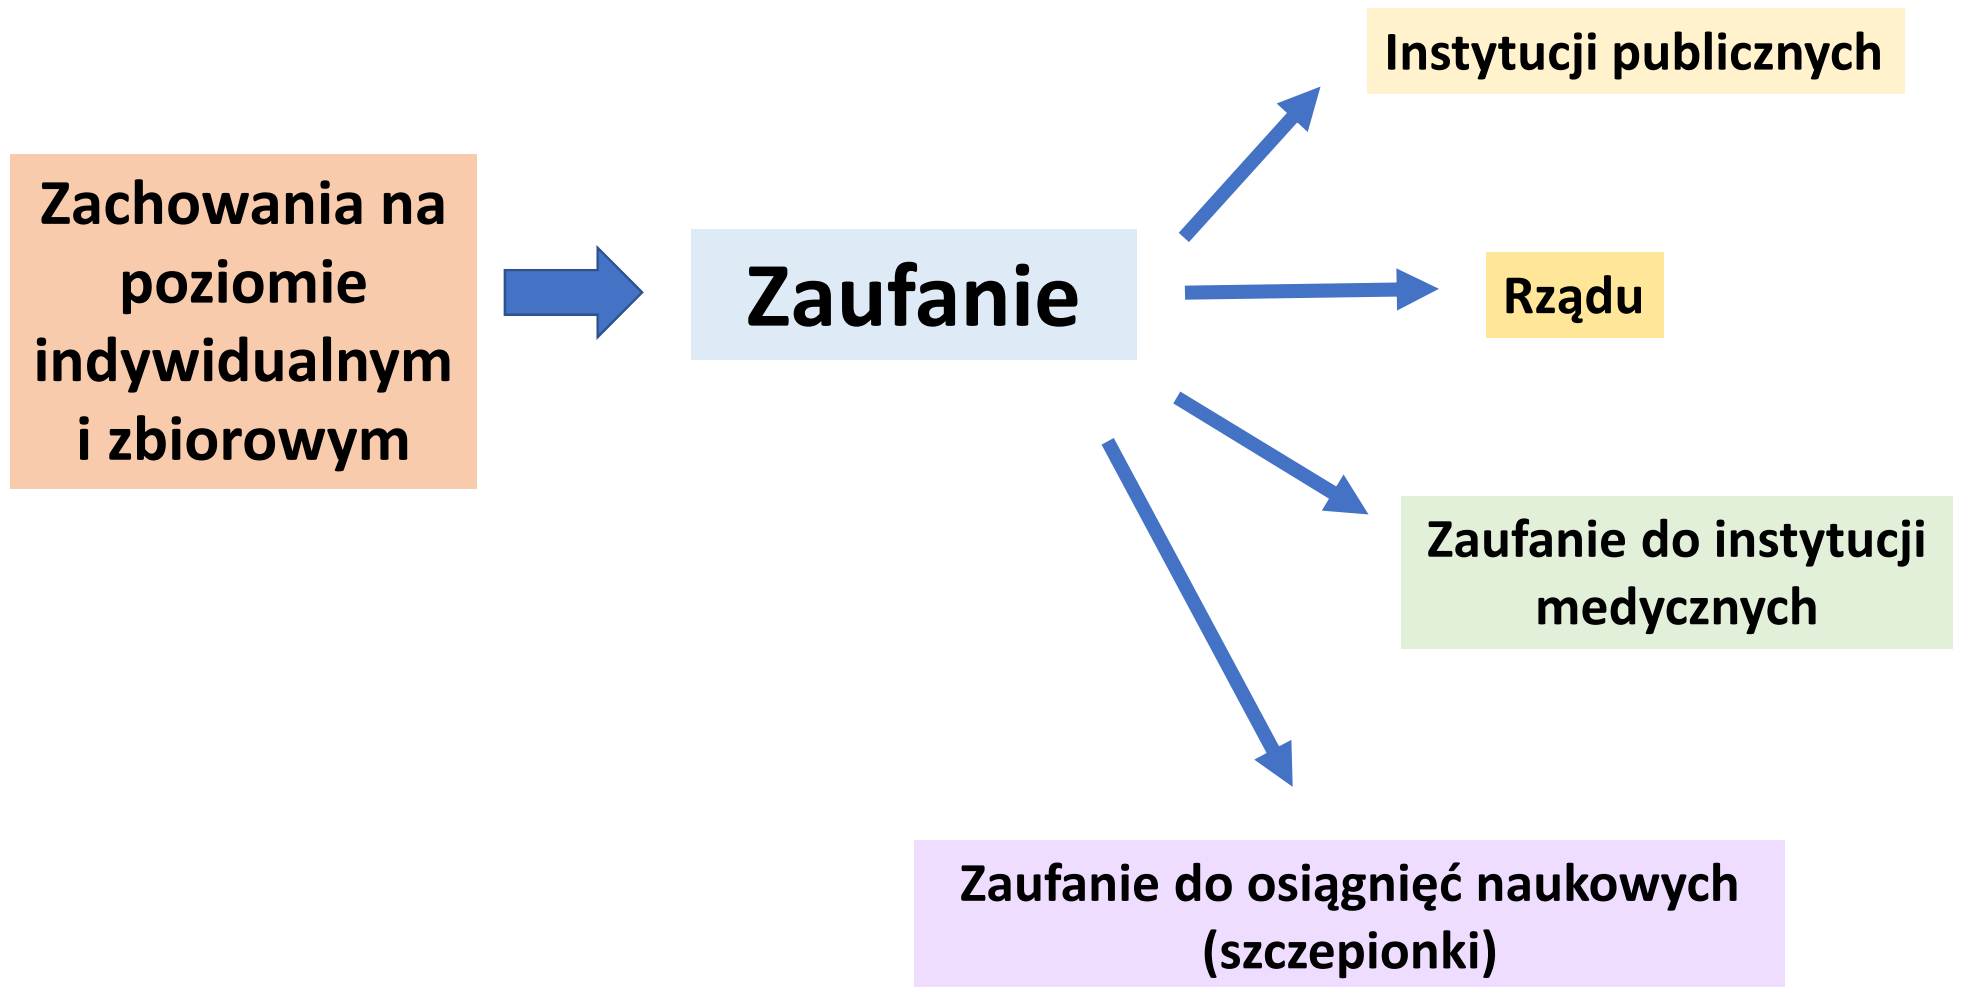 Instytucji publicznych
Zachowania na
poziomie
indywidualnym
i zbiorowym
Zaufanie
Rządu
Zaufanie do instytucji
medycznych
Zaufanie do osiągnięć naukowych
(szczepionki)